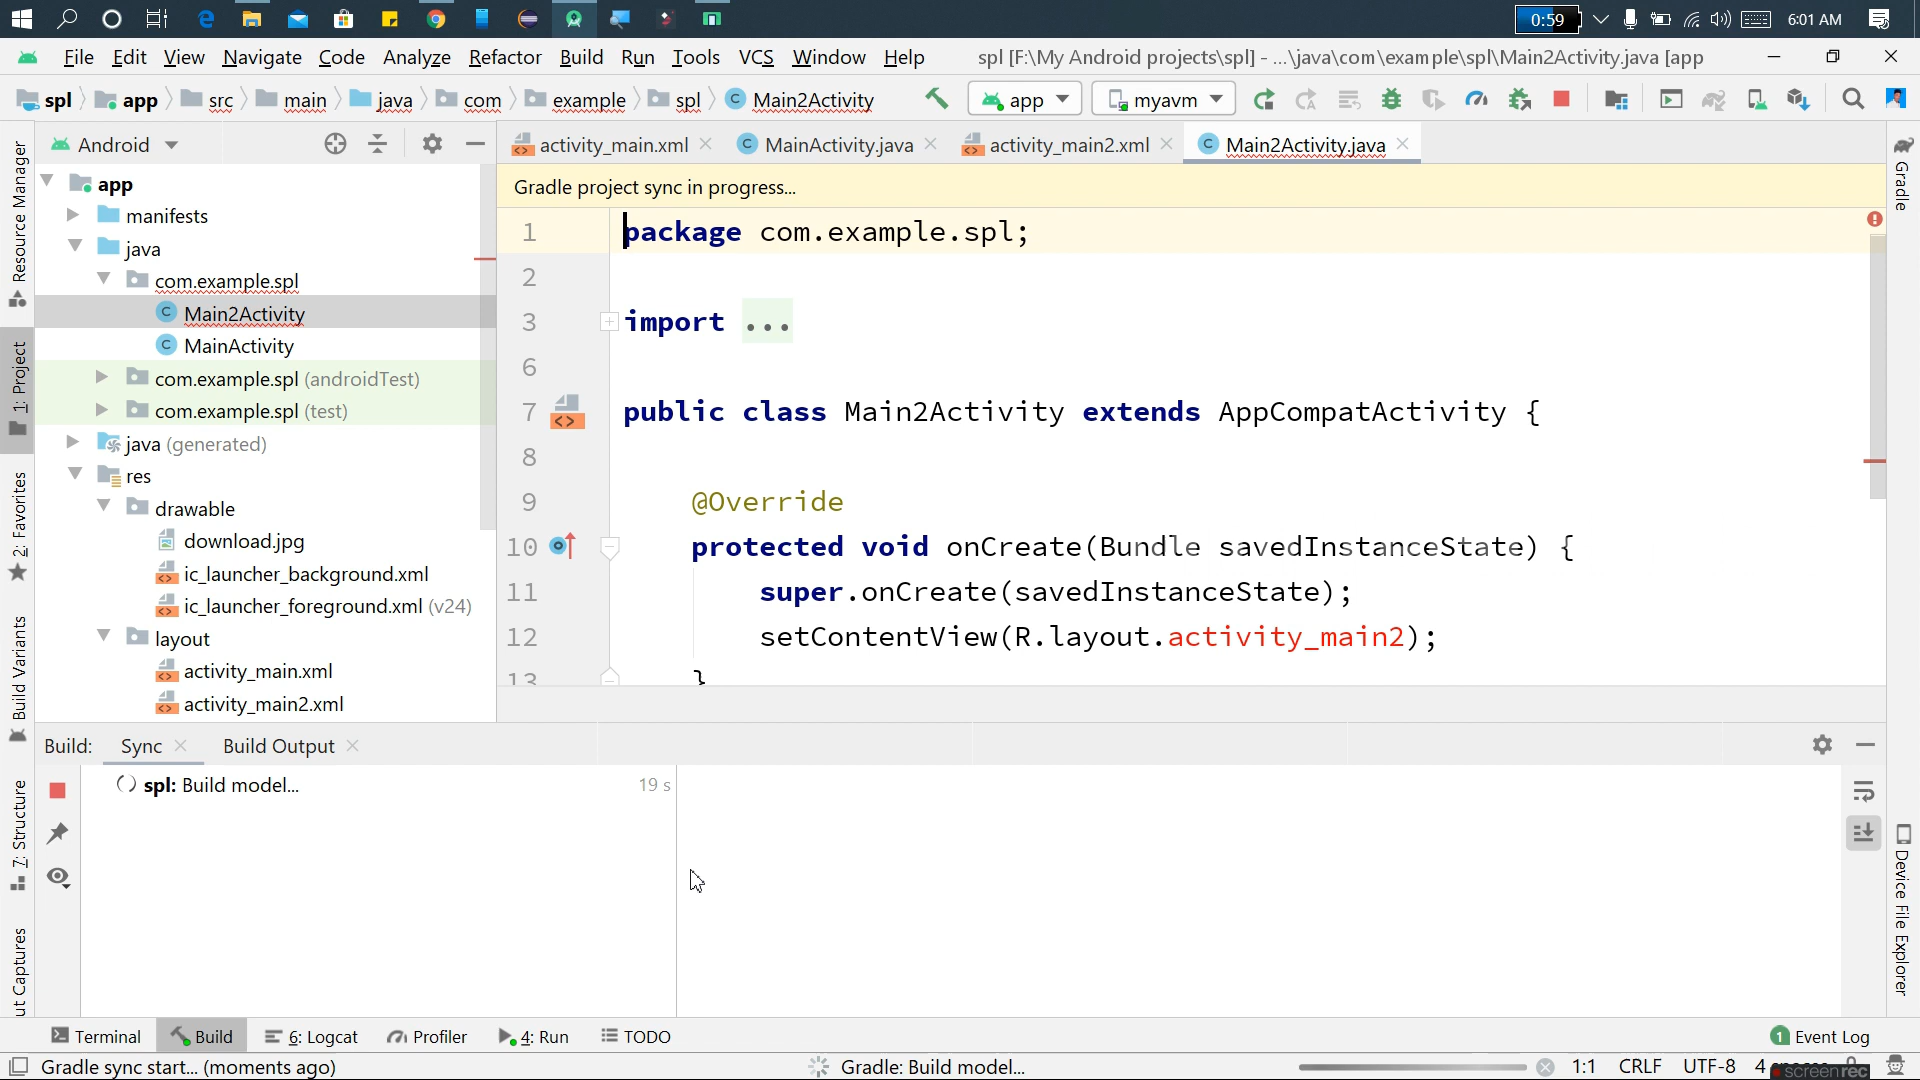 0:59
6:01 AM
File Edit View Navigate Code Analyze Refactor Build Run Tools VCS Window Help
spl [F:\My Android projects\spl] - ...\java\com\example\spl\Main2Activity.java [app
spl app src main java com example spl Main2Activity
app myavm
Android
activity_main.xml MainActivity.java activity_main2.xml Main2Activity.java
Gradle project sync in progress...
app
manifests
java
com.example.spl
Main2Activity
MainActivity
com.example.spl (androidTest)
com.example.spl (test)
java (generated)
res
drawable
download.jpg
ic_launcher_background.xml
ic_launcher_foreground.xml (v24)
layout
activity_main.xml
activity_main2.xml
1 package com.example.spl;
2
3 import ...
6
7 public class Main2Activity extends AppCompatActivity {
8
9 @Override
10 protected void onCreate(Bundle savedInstanceState) {
11 super.onCreate(savedInstanceState);
12 setContentView(R.layout.activity_main2);
13 }
Resource Manager
1: Project
2: Favorites
Build Variants
7: Structure
ut Captures
Gradle
Device File Explorer
Build: Sync Build Output
spl: Build model... 19 s
Terminal Build 6: Logcat Profiler 4: Run TODO
1 Event Log
Gradle sync start... (moments ago)
Gradle: Build model...
1:1 CRLF UTF-8 4
screenrec